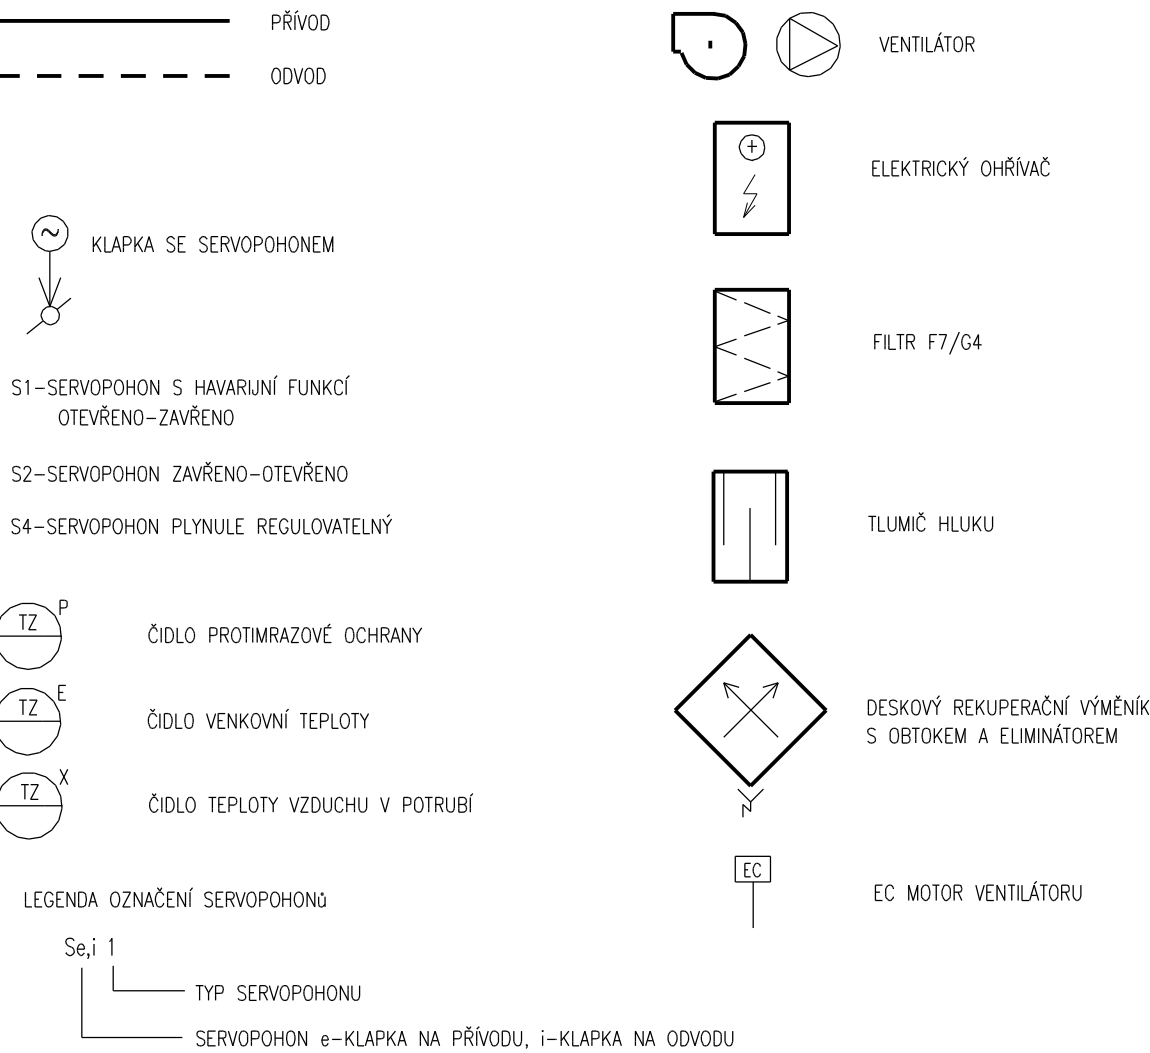 PŘÍVOD
ODVOD
~
KLAPKA SE SERVOPOHONEM
S1-SERVOPOHON S HAVARIJNÍ FUNKCÍ
OTEVŘENO-ZAVŘENO
S2-SERVOPOHON ZAVŘENO-OTEVŘENO
S4-SERVOPOHON PLYNULE REGULOVATELNÝ
TZ P
ČIDLO PROTIMRAZOVÉ OCHRANY
TZ E
ČIDLO VENKOVNÍ TEPLOTY
TZ X
ČIDLO TEPLOTY VZDUCHU V POTRUBÍ
LEGENDA OZNAČENÍ SERVOPOHONů
Se,i 1
TYP SERVOPOHONU
SERVOPOHON e-KLAPKA NA PŘÍVODU, i-KLAPKA NA ODVODU
VENTILÁTOR
+
ELEKTRICKÝ OHŘÍVAČ
FILTR F7/G4
TLUMIČ HLUKU
DESKOVÝ REKUPERAČNÍ VÝMĚNÍK
S OBTOKEM A ELIMINÁTOREM
EC
EC MOTOR VENTILÁTORU